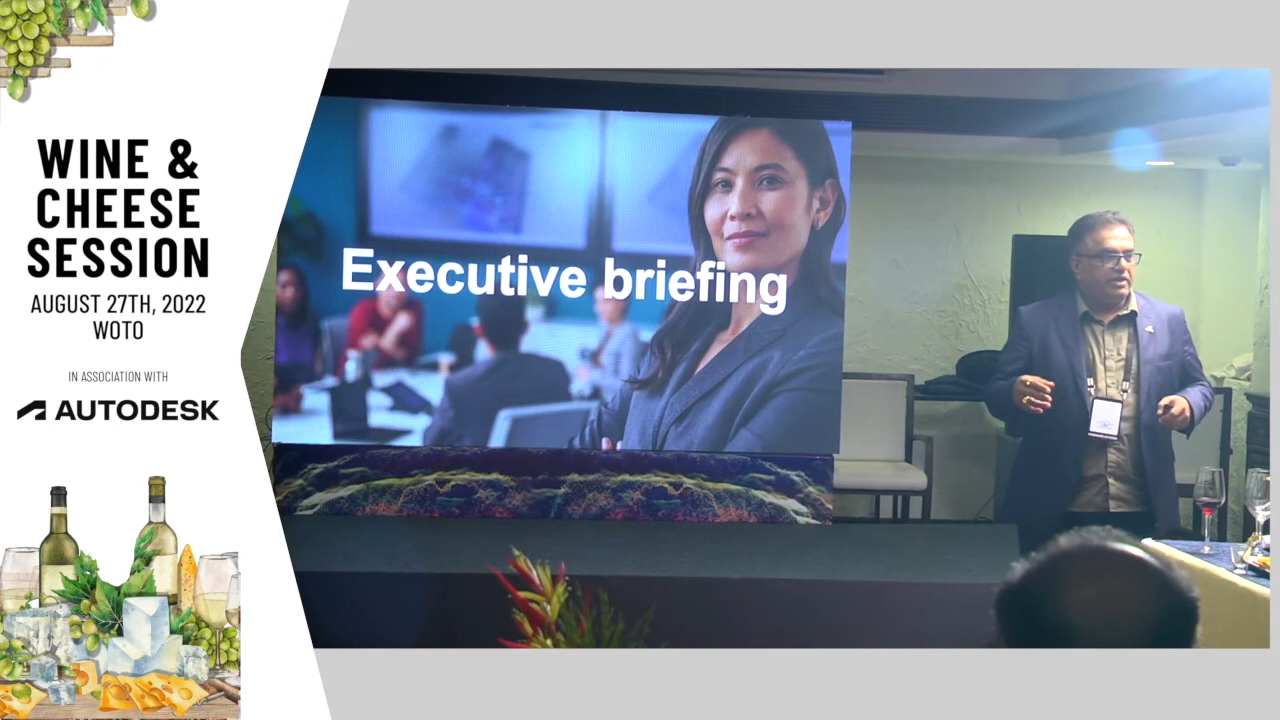 WINE &
CHEESE
SESSION
AUGUST 27TH, 2022
WOTO
IN ASSOCIATION WITH
AUTODESK
Executive briefing